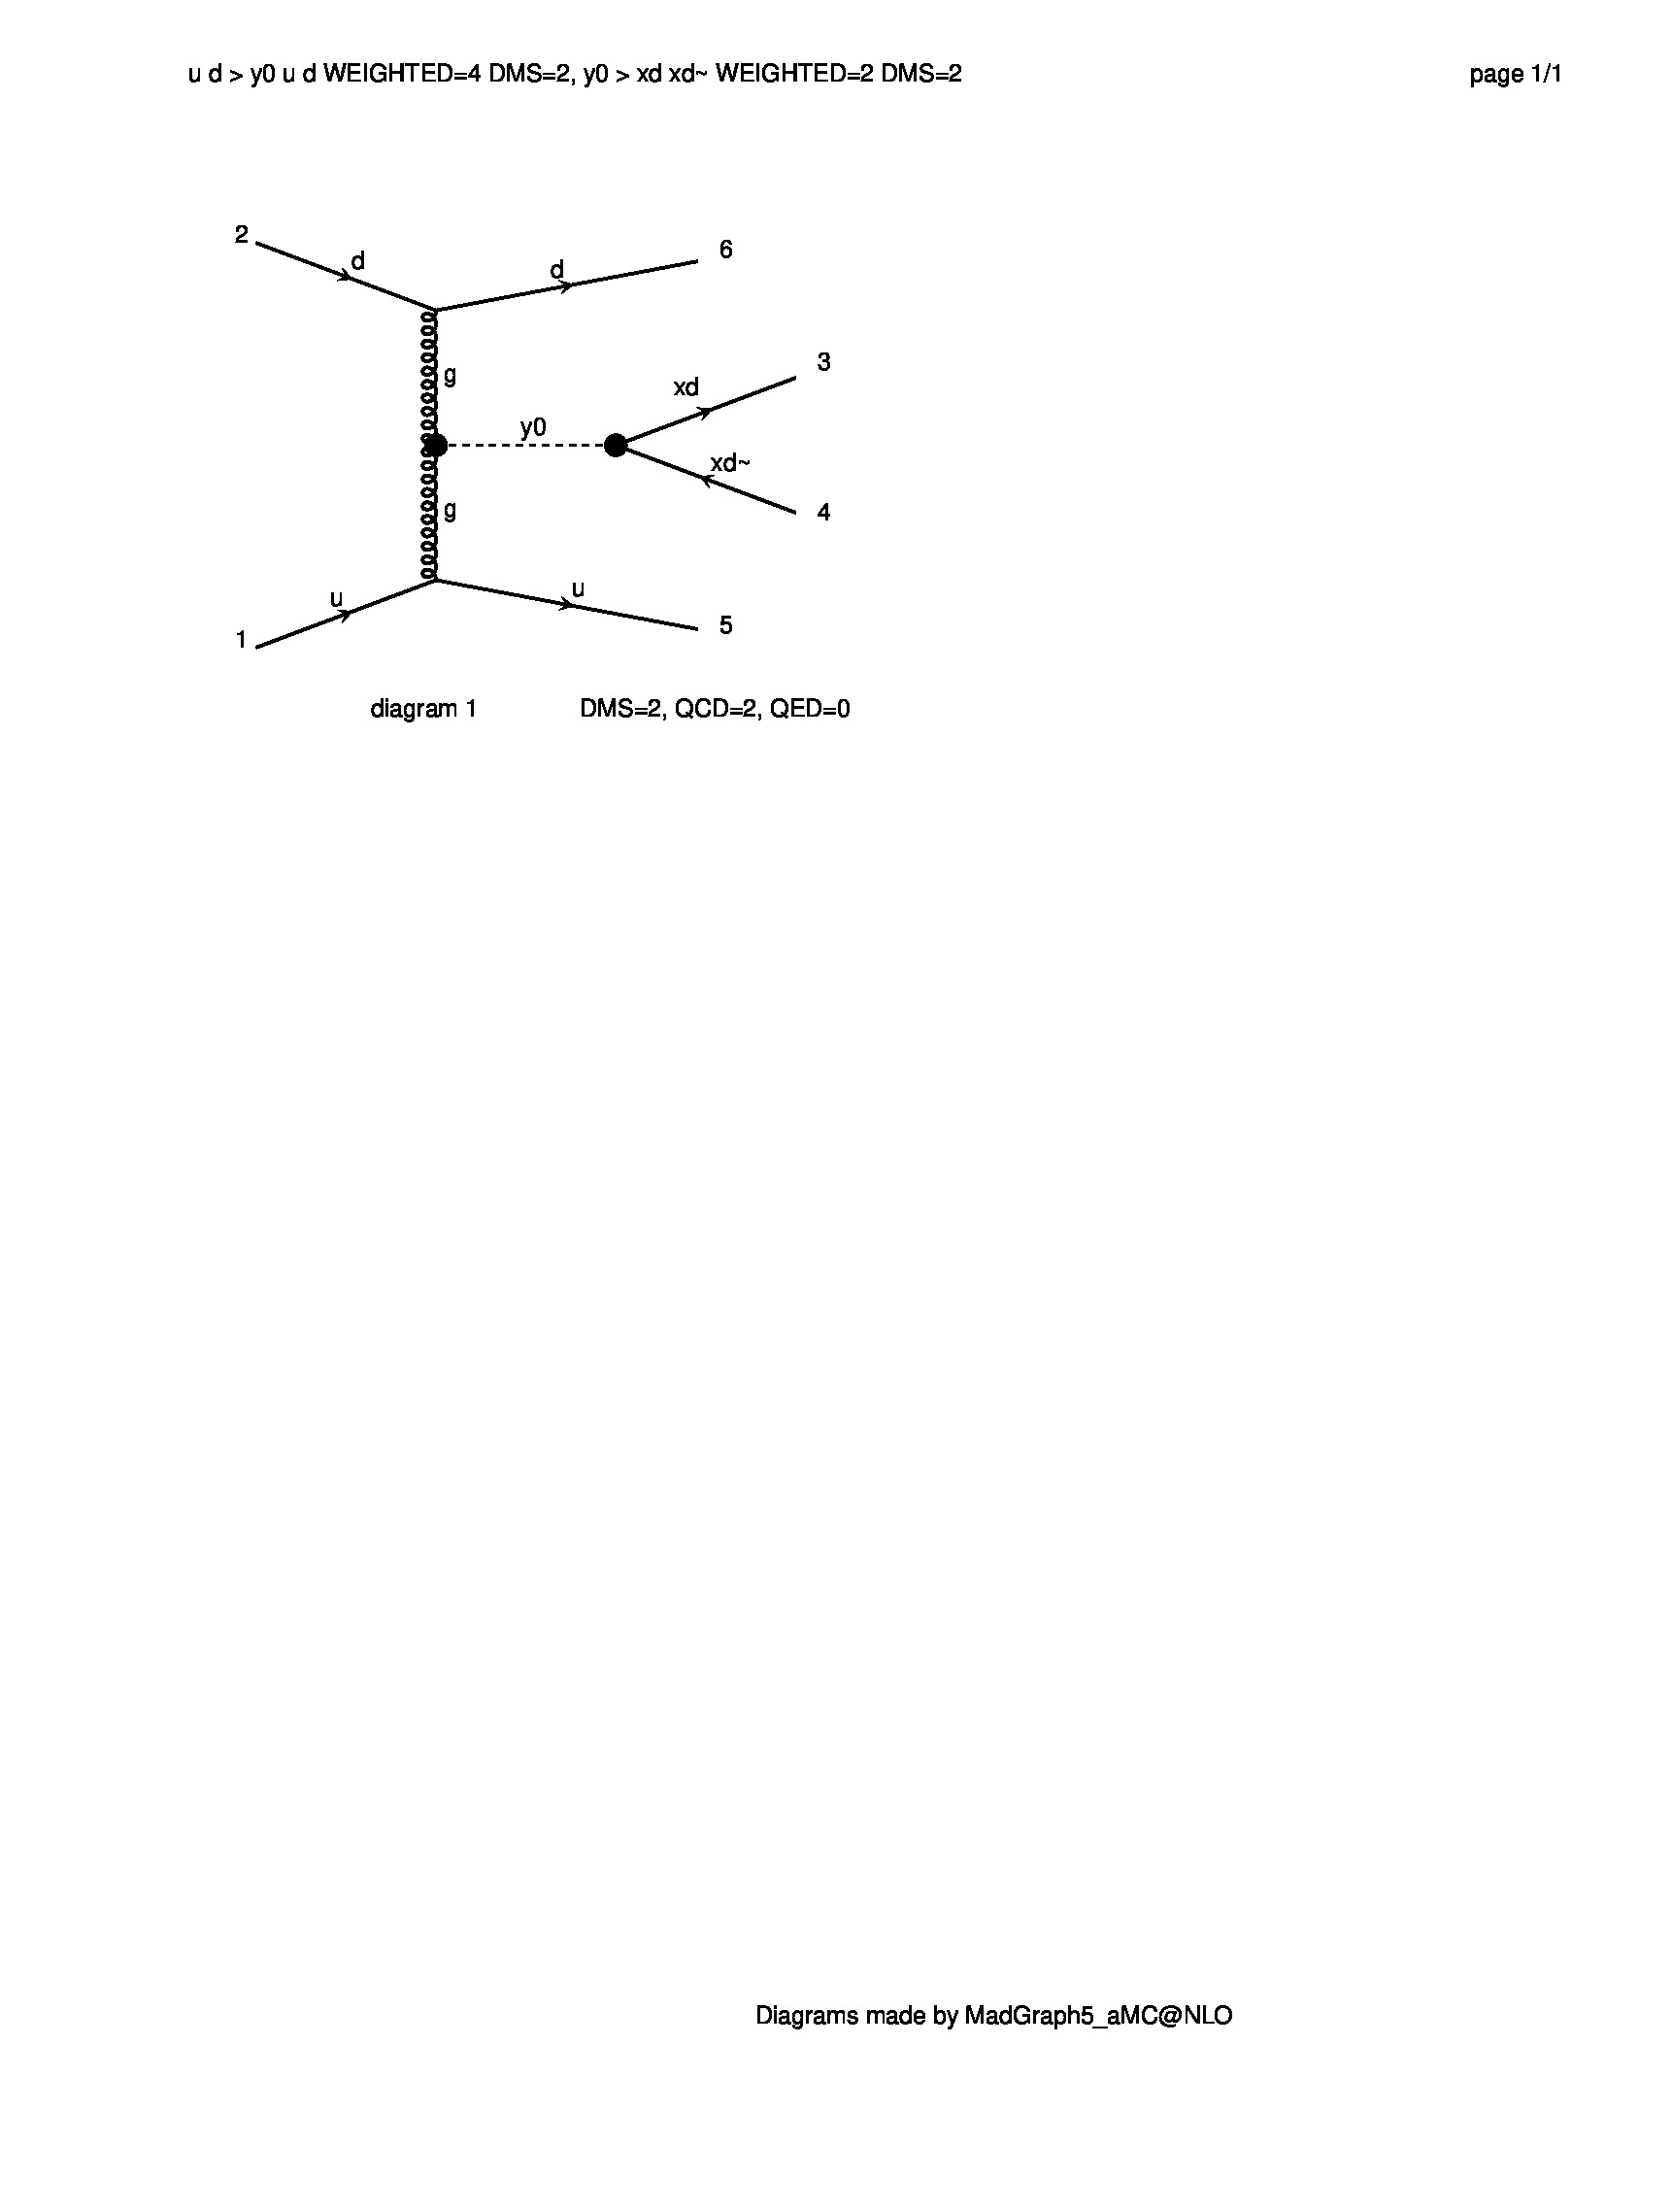 u d > y0 u d WEIGHTED=4 DMS=2, y0 > xd xd~ WEIGHTED=2 DMS=2 page 1/1
2
d
d
6
g
3
xd
y0
xd~
g
4
u
u
1
5
diagram 1 DMS=2, QCD=2, QED=0
Diagrams made by MadGraph5_aMC@NLO